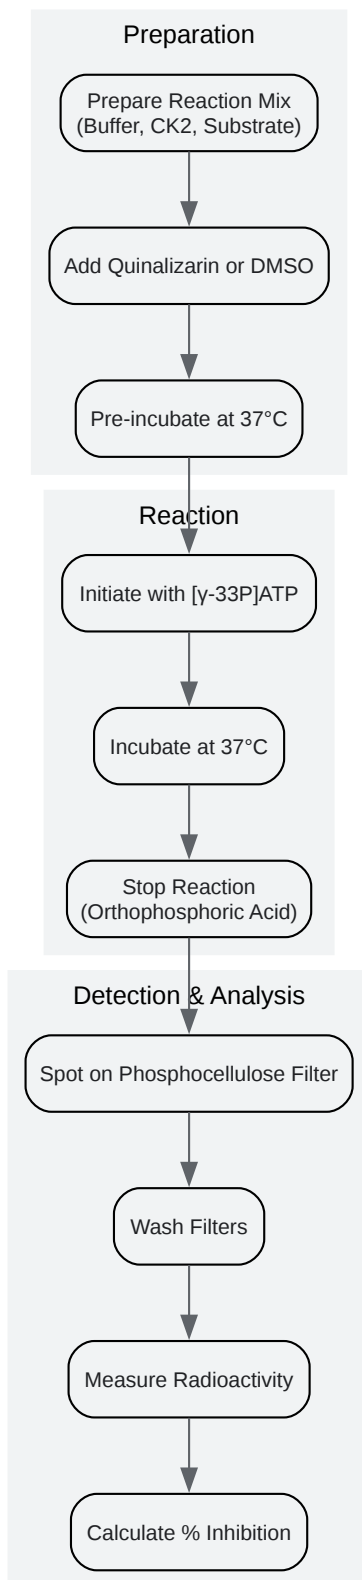 Preparation
Prepare Reaction Mix
(Buffer, CK2, Substrate)
Add Quinalizarin or DMSO
Pre-incubate at 37°C
Reaction
Initiate with [γ-33P]ATP
Incubate at 37°C
Stop Reaction
(Orthophosphoric Acid)
Detection & Analysis
Spot on Phosphocellulose Filter
Wash Filters
Measure Radioactivity
Calculate % Inhibition